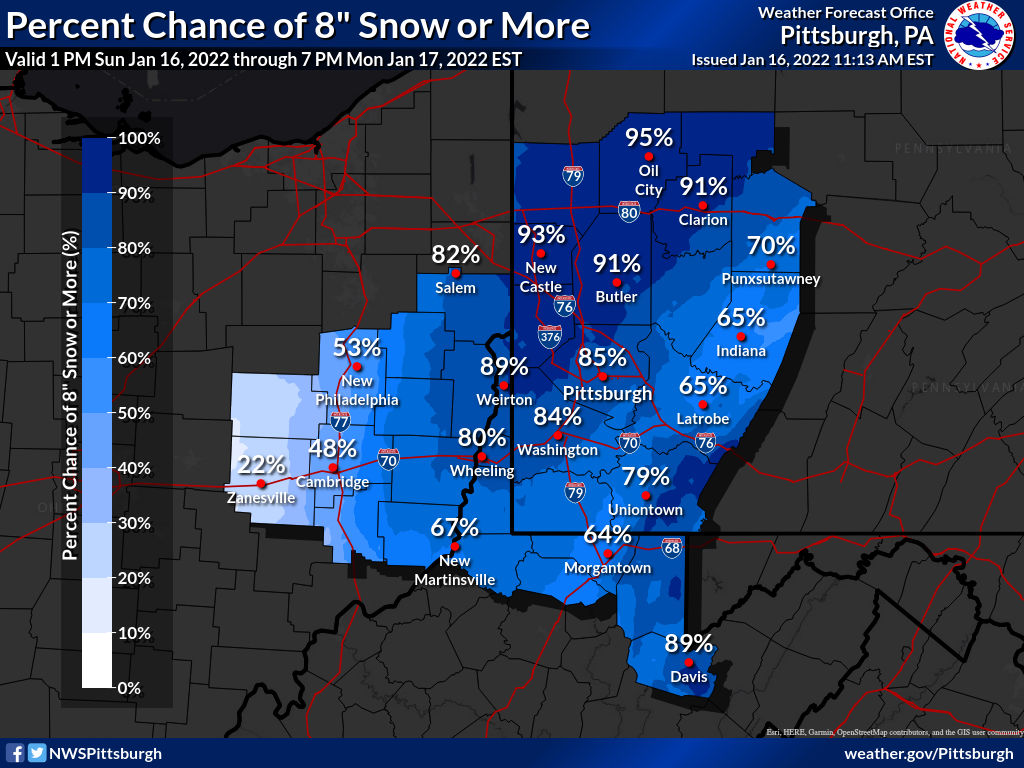 Percent Chance of 8" Snow or More
Valid 1 PM Sun Jan 16, 2022 through 7 PM Mon Jan 17, 2022 EST
Weather Forecast Office
Pittsburgh, PA
Issued Jan 16, 2022 11:13 AM EST
NATIONAL WEATHER SERVICE
Percent Chance of 8" Snow or More (%)
100%
90%
80%
70%
60%
50%
40%
30%
20%
10%
0%
PENNSYLVANIA
95%
Oil
City
79
80
91%
Clarion
93%
New
Castle
82%
Salem
91%
Butler
70%
Punxsutawney
76
376
65%
Indiana
53%
New
Philadelphia
89%
Weirton
85%
Pittsburgh
65%
Latrobe
PENNSYLVANIA
77
84%
Washington
70
76
80%
Wheeling
48%
Cambridge
70
22%
Zanesville
79
79%
Uniontown
67%
New
Martinsville
64%
Morgantown
68
89%
Davis
Esri, HERE, Garmin, OpenStreetMap contributors, and the GIS user community
NWSPittsburgh
weather.gov/Pittsburgh